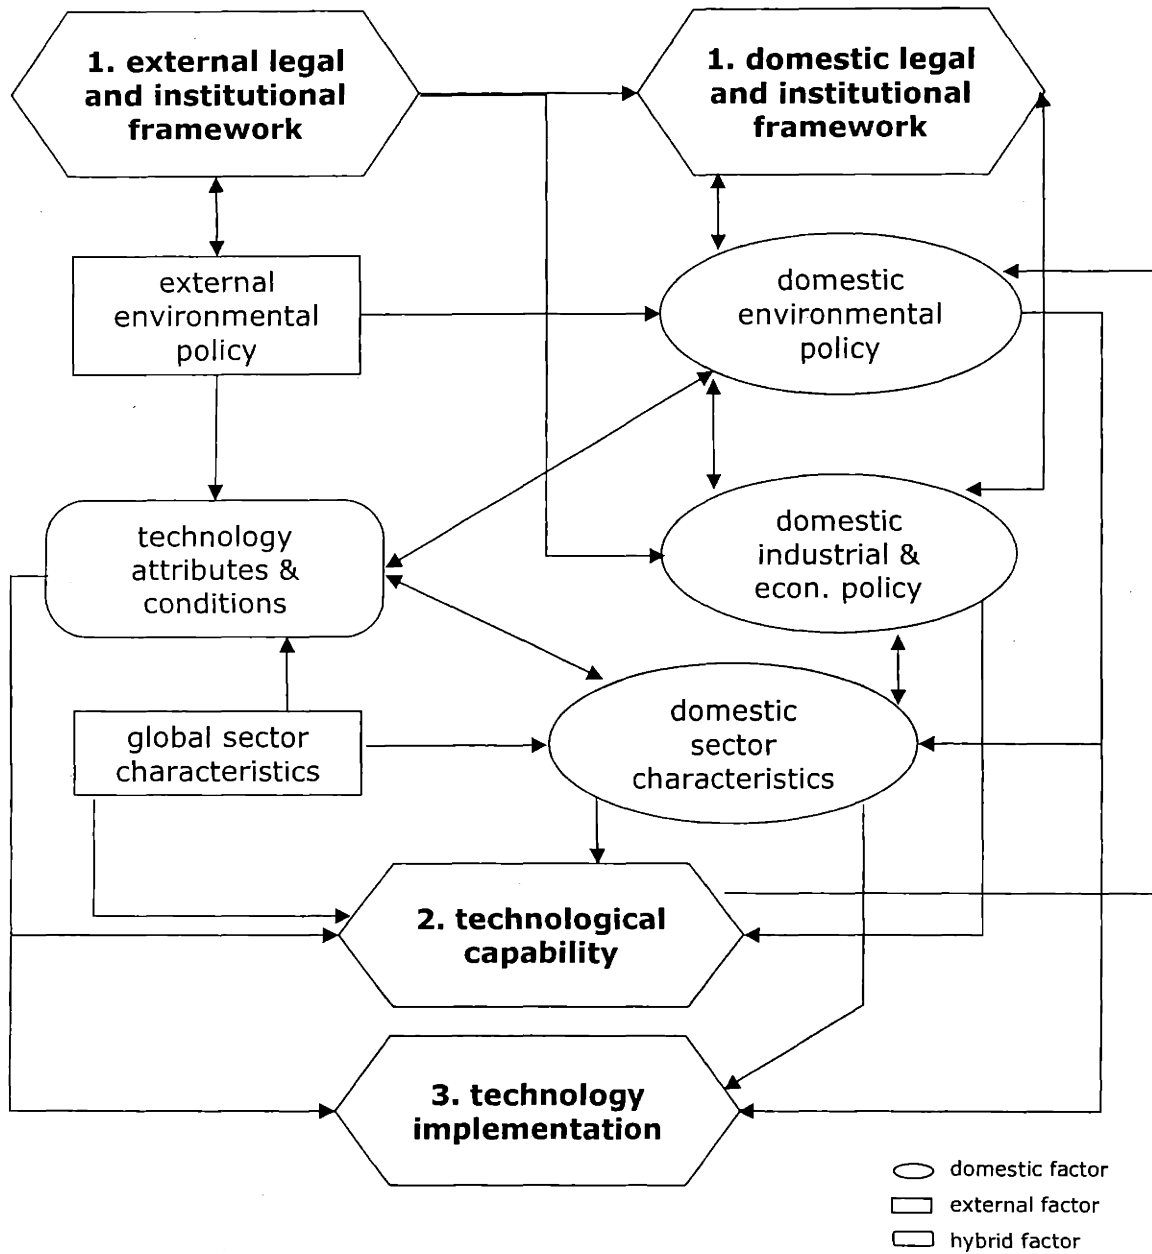 1. external legal
and institutional
framework
1. domestic legal
and institutional
framework
external
environmental
policy
domestic
environmental
policy
technology
attributes &
conditions
domestic
industrial &
econ. policy
global sector
characteristics
domestic
sector
characteristics
2. technological
capability
3. technology
implementation
domestic factor
external factor
hybrid factor